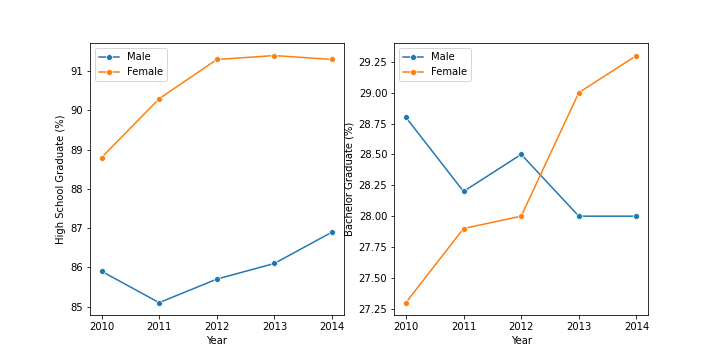 Male
Female
91
90
89
88
87
86
85
High School Graduate (%)
2010 2011 2012 2013 2014
Year
Male
Female
29.25
29.00
28.75
28.50
28.25
28.00
27.75
27.50
27.25
Bachelor Graduate (%)
2010 2011 2012 2013 2014
Year